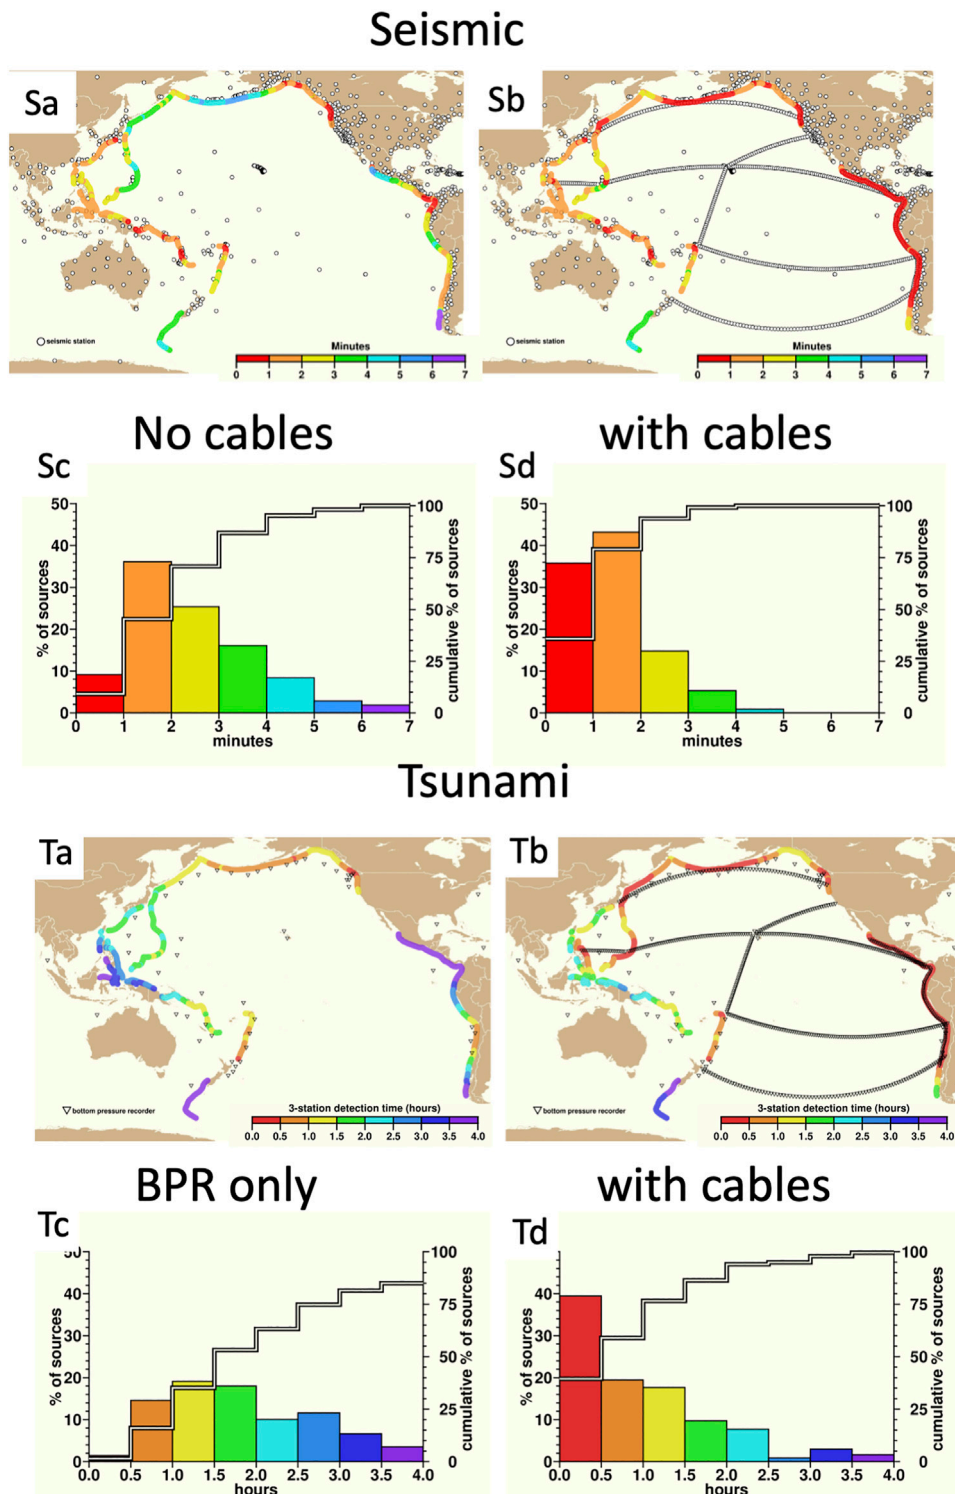 Seismic
Sa
Sb
seismic station
Minutes
0 1 2 3 4 5 6 7
seismic station
Minutes
0 1 2 3 4 5 6 7
No cables
with cables
Sc
Sd
50
40
30
20
10
0
% of sources
100
75
50
25
0
cumulative % of sources
0 1 2 3 4 5 6 7
minutes
50
40
30
20
10
0
% of sources
100
75
50
25
0
cumulative % of sources
0 1 2 3 4 5 6 7
minutes
Tsunami
Ta
Tb
bottom pressure recorder
3-station detection time (hours)
0.0 0.5 1.0 1.5 2.0 2.5 3.0 3.5 4.0
bottom pressure recorder
3-station detection time (hours)
0.0 0.5 1.0 1.5 2.0 2.5 3.0 3.5 4.0
BPR only
with cables
Tc
Td
50
40
30
20
10
0
% of sources
100
75
50
25
0
cumulative % of sources
0.0 0.5 1.0 1.5 2.0 2.5 3.0 3.5 4.0
hours
40
30
20
10
0
% of sources
100
75
50
25
0
cumulative % of sources
0.0 0.5 1.0 1.5 2.0 2.5 3.0 3.5 4.0
hours